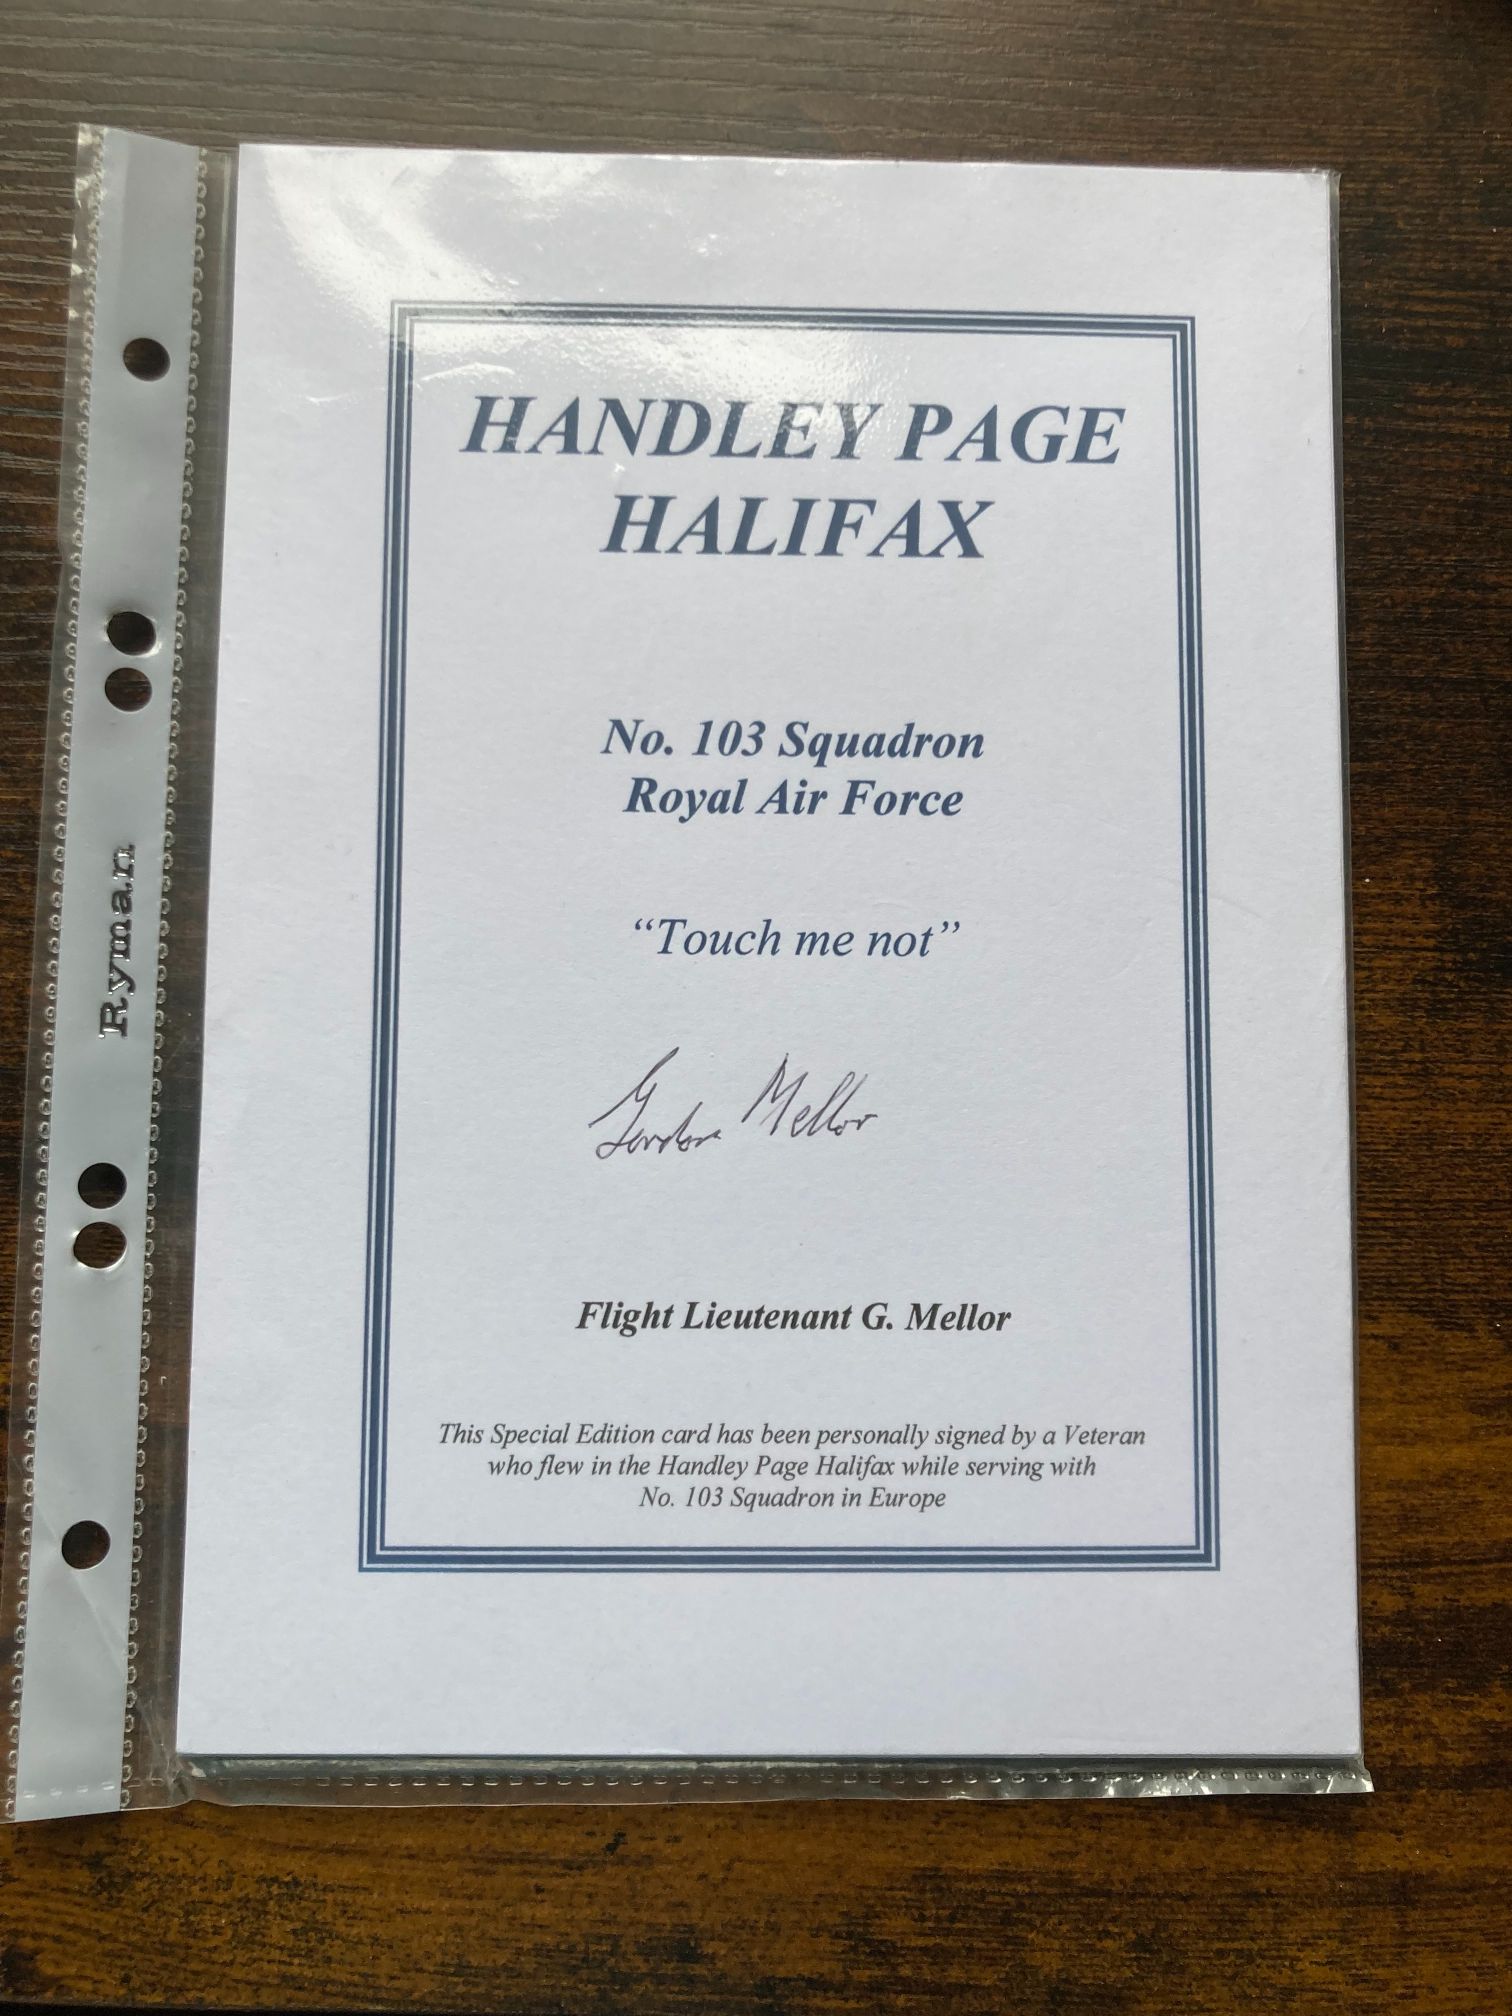 HANDLEY PAGE
HALIFAX
No. 103 Squadron
Royal Air Force
“Touch me not”
Gordon Mellor
Flight Lieutenant G. Mellor
This Special Edition card has been personally signed by a Veteran
who flew in the Handley Page Halifax while serving with
No. 103 Squadron in Europe
Ryman